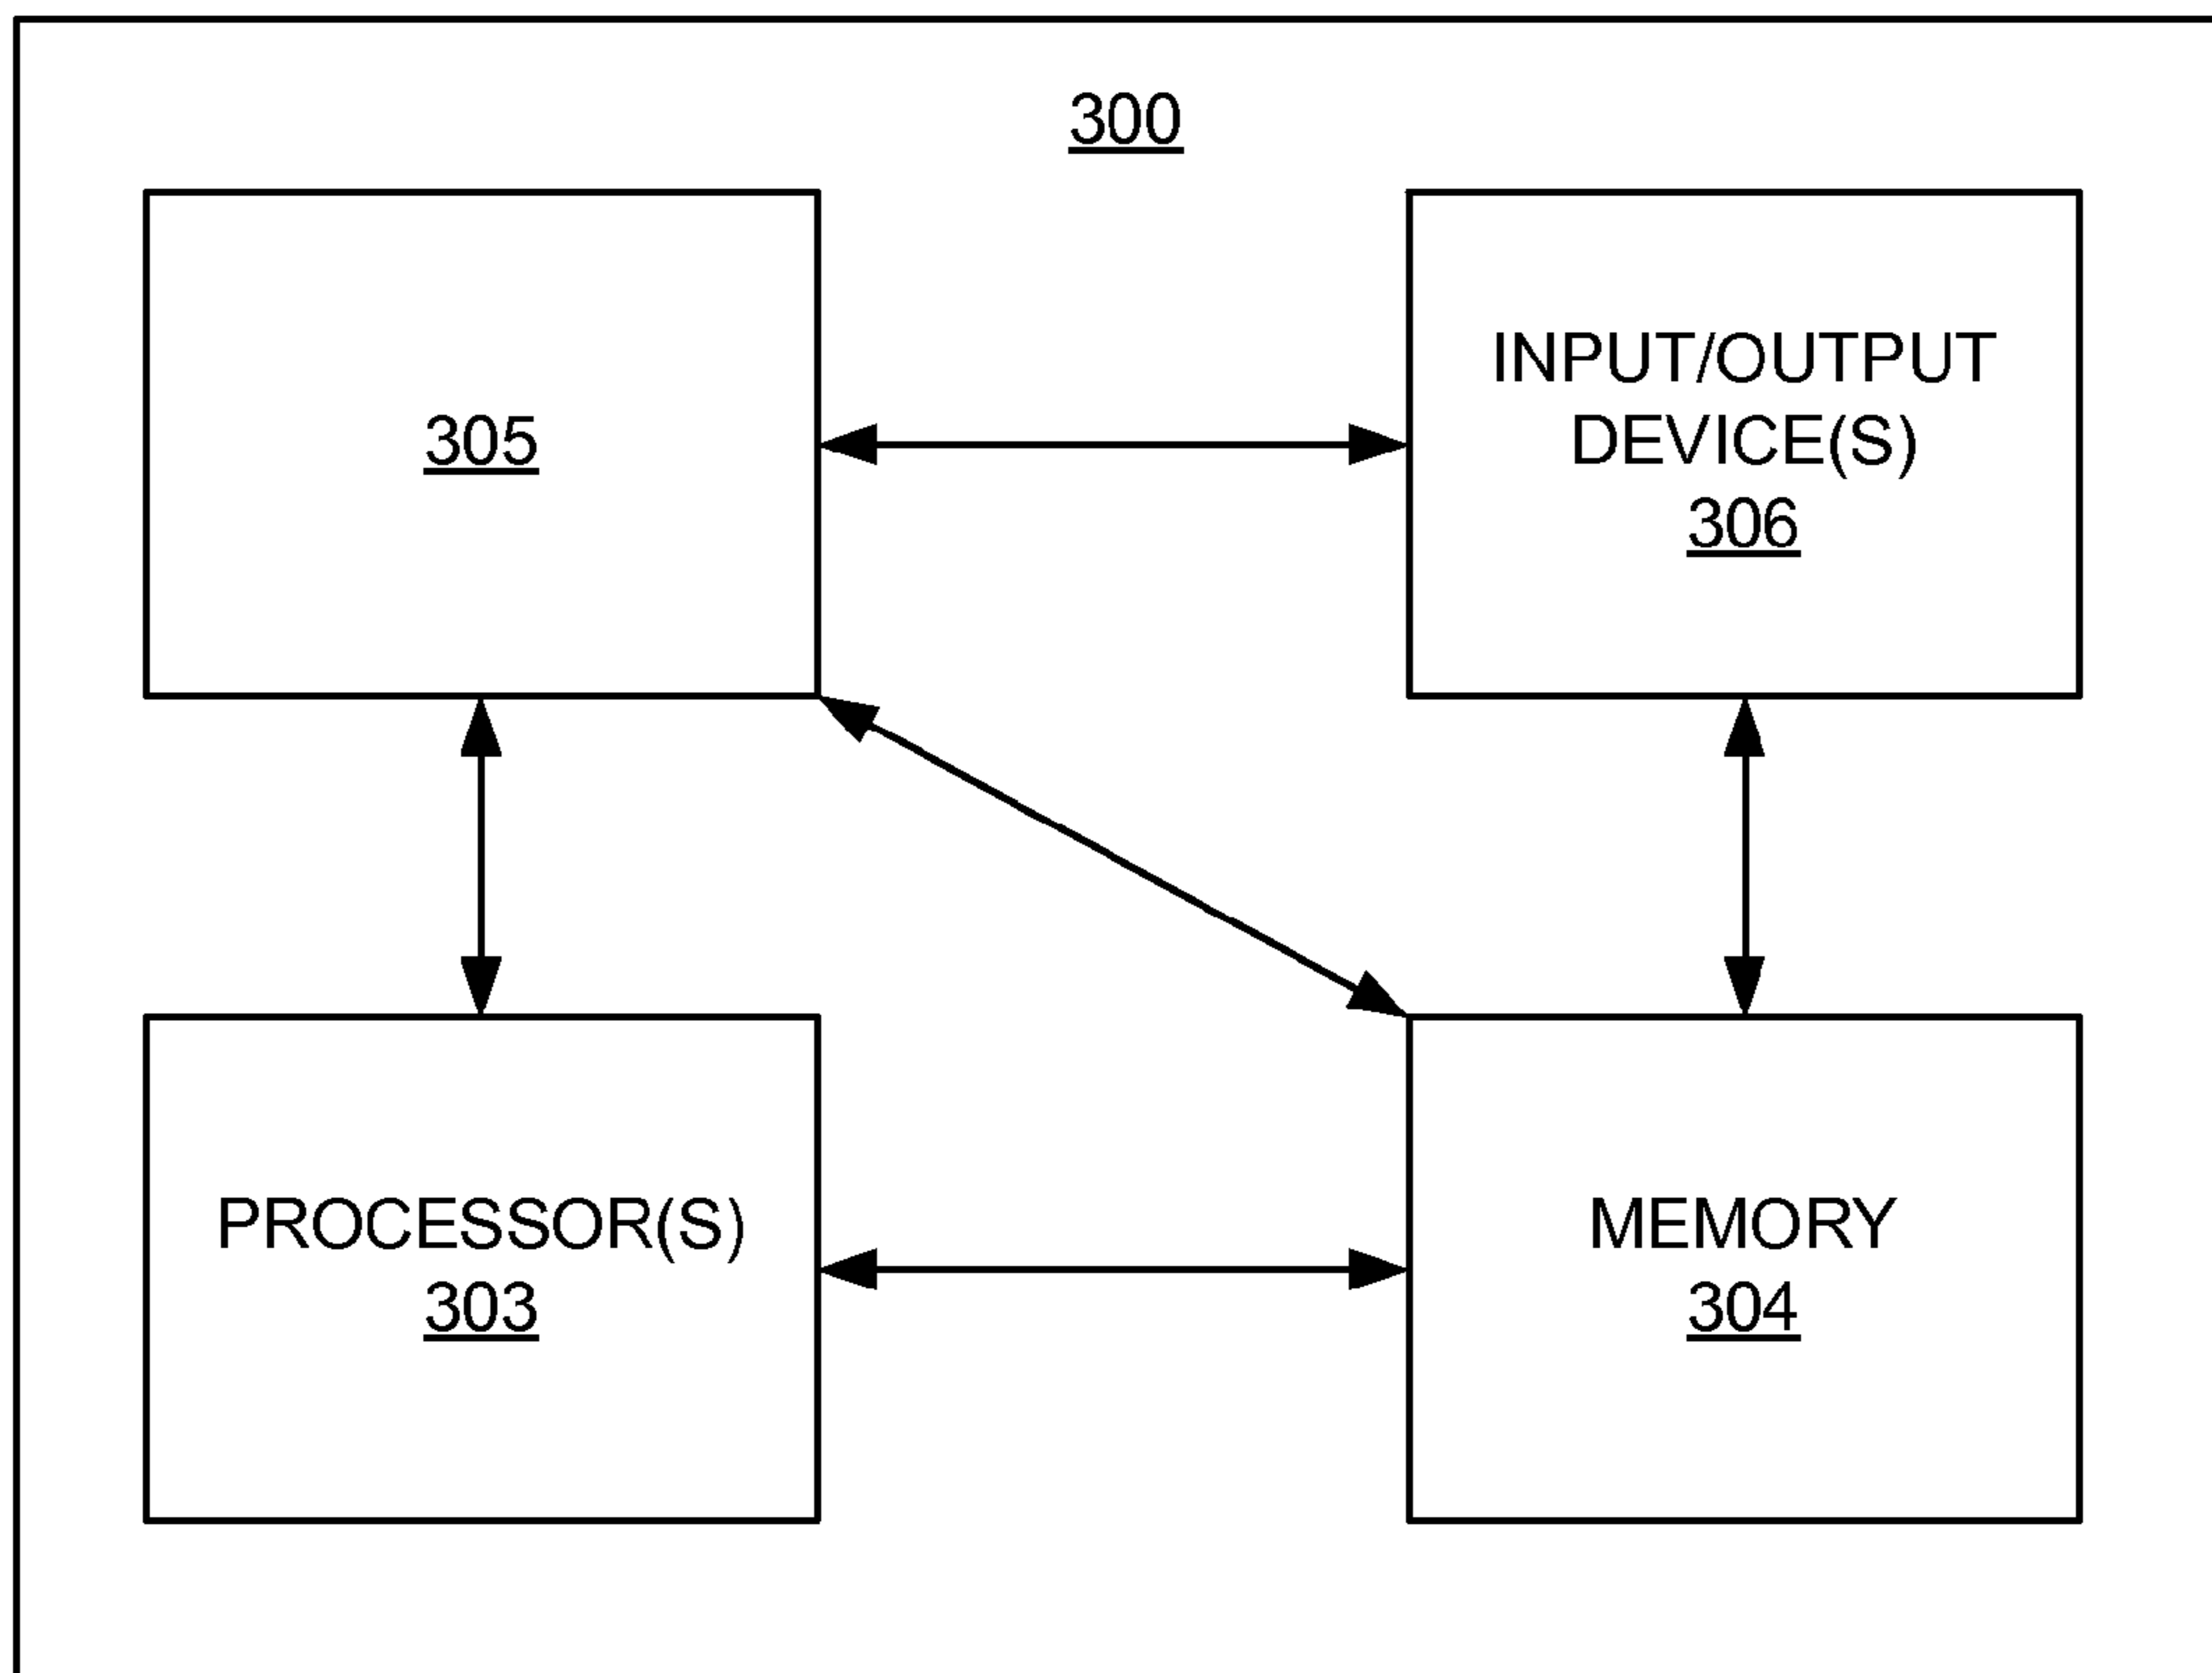 300
305
INPUT/OUTPUT
DEVICE(S)
306
PROCESSOR(S)
303
MEMORY
304